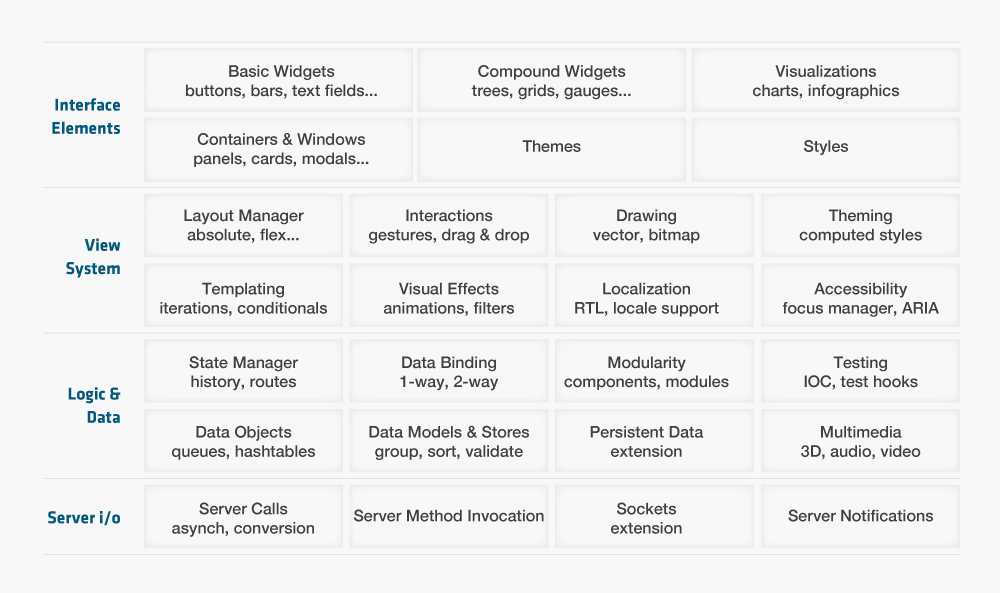 Interface
Elements
Basic Widgets
buttons, bars, text fields...
Compound Widgets
trees, grids, gauges...
Visualizations
charts, infographics
Containers & Windows
panels, cards, modals...
Themes
Styles
View
System
Layout Manager
absolute, flex...
Interactions
gestures, drag & drop
Drawing
vector, bitmap
Theming
computed styles
Templating
iterations, conditionals
Visual Effects
animations, filters
Localization
RTL, locale support
Accessibility
focus manager, ARIA
Logic &
Data
State Manager
history, routes
Data Binding
1-way, 2-way
Modularity
components, modules
Testing
IOC, test hooks
Data Objects
queues, hashtables
Data Models & Stores
group, sort, validate
Persistent Data
extension
Multimedia
3D, audio, video
Server i/o
Server Calls
asynch, conversion
Server Method Invocation
Sockets
extension
Server Notifications